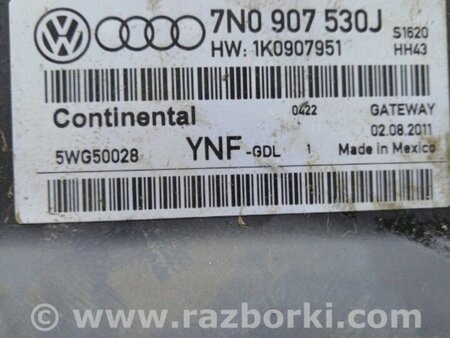 7N0 907 530J S1620
HW: 1K0907951 HH43
Continental 0422 GATEWAY
02.08.2011
5WG50028 YNF-GDL 1 Made in Mexico
© www.razborki.com